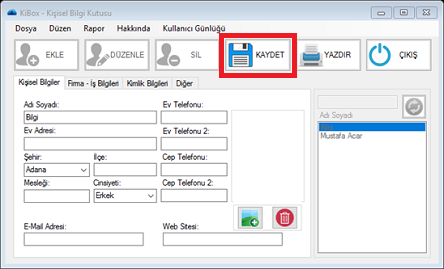 KiBox - Kişisel Bilgi Kutusu
Dosya Düzen Rapor Hakkında Kullanıcı Günlüğü
EKLE DÜZENLE SİL KAYDET YAZDIR ÇIKIŞ
Kişisel Bilgiler Firma - İş Bilgileri Kimlik Bilgileri Diğer
Adı Soyadı: Ev Telefonu:
Bilgi
Ev Adresi: Ev Telefonu 2:
Şehir: İlçe: Cep Telefonu:
Adana
Mesleği: Cinsiyeti: Cep Telefonu 2:
Erkek
E-Mail Adresi: Web Stesi:
Adı Soyadı
Mustafa Acar